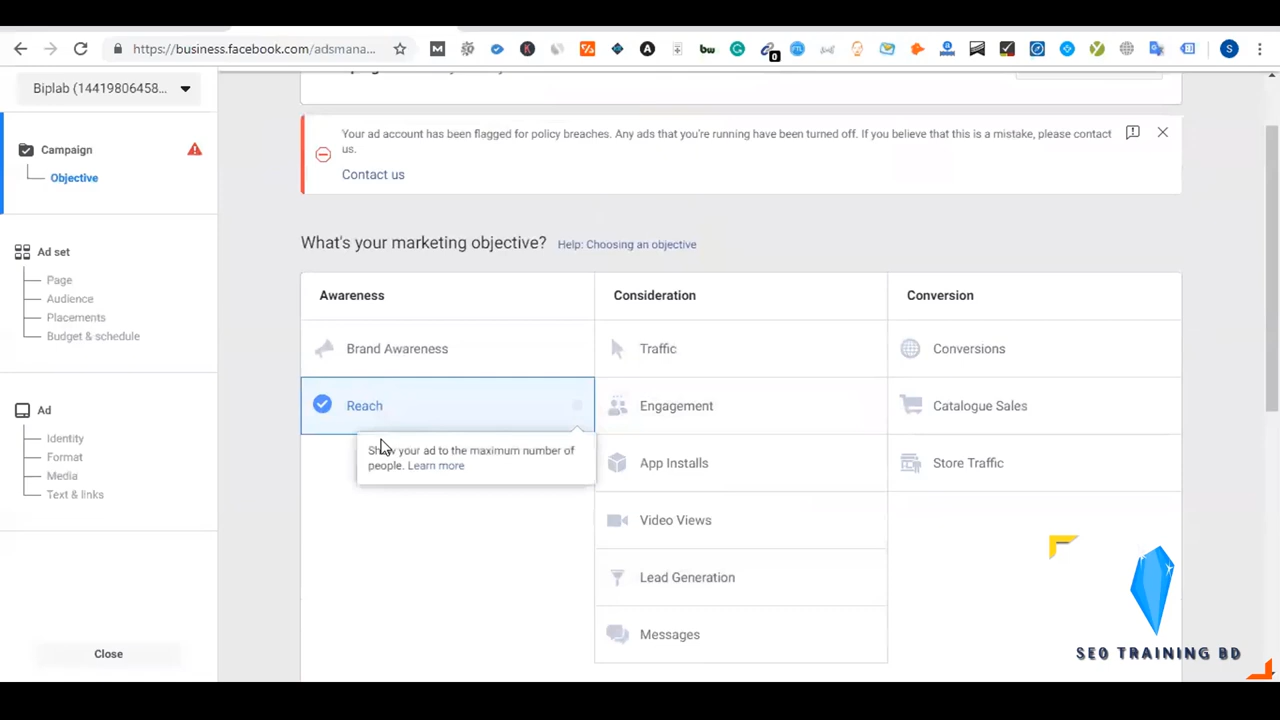 https://business.facebook.com/adsmana...
Biplab (14419806458...
Campaign
Objective
Ad set
Page
Audience
Placements
Budget & schedule
Ad
Identity
Format
Media
Text & links
Close
Your ad account has been flagged for policy breaches. Any ads that you're running have been turned off. If you believe that this is a mistake, please contact
us.
Contact us
What's your marketing objective? Help: Choosing an objective
Awareness
Consideration
Conversion
Brand Awareness
Traffic
Conversions
Reach
Engagement
Catalogue Sales
Show your ad to the maximum number of
people. Learn more
App Installs
Store Traffic
Video Views
Lead Generation
Messages
SEO TRAINING BD